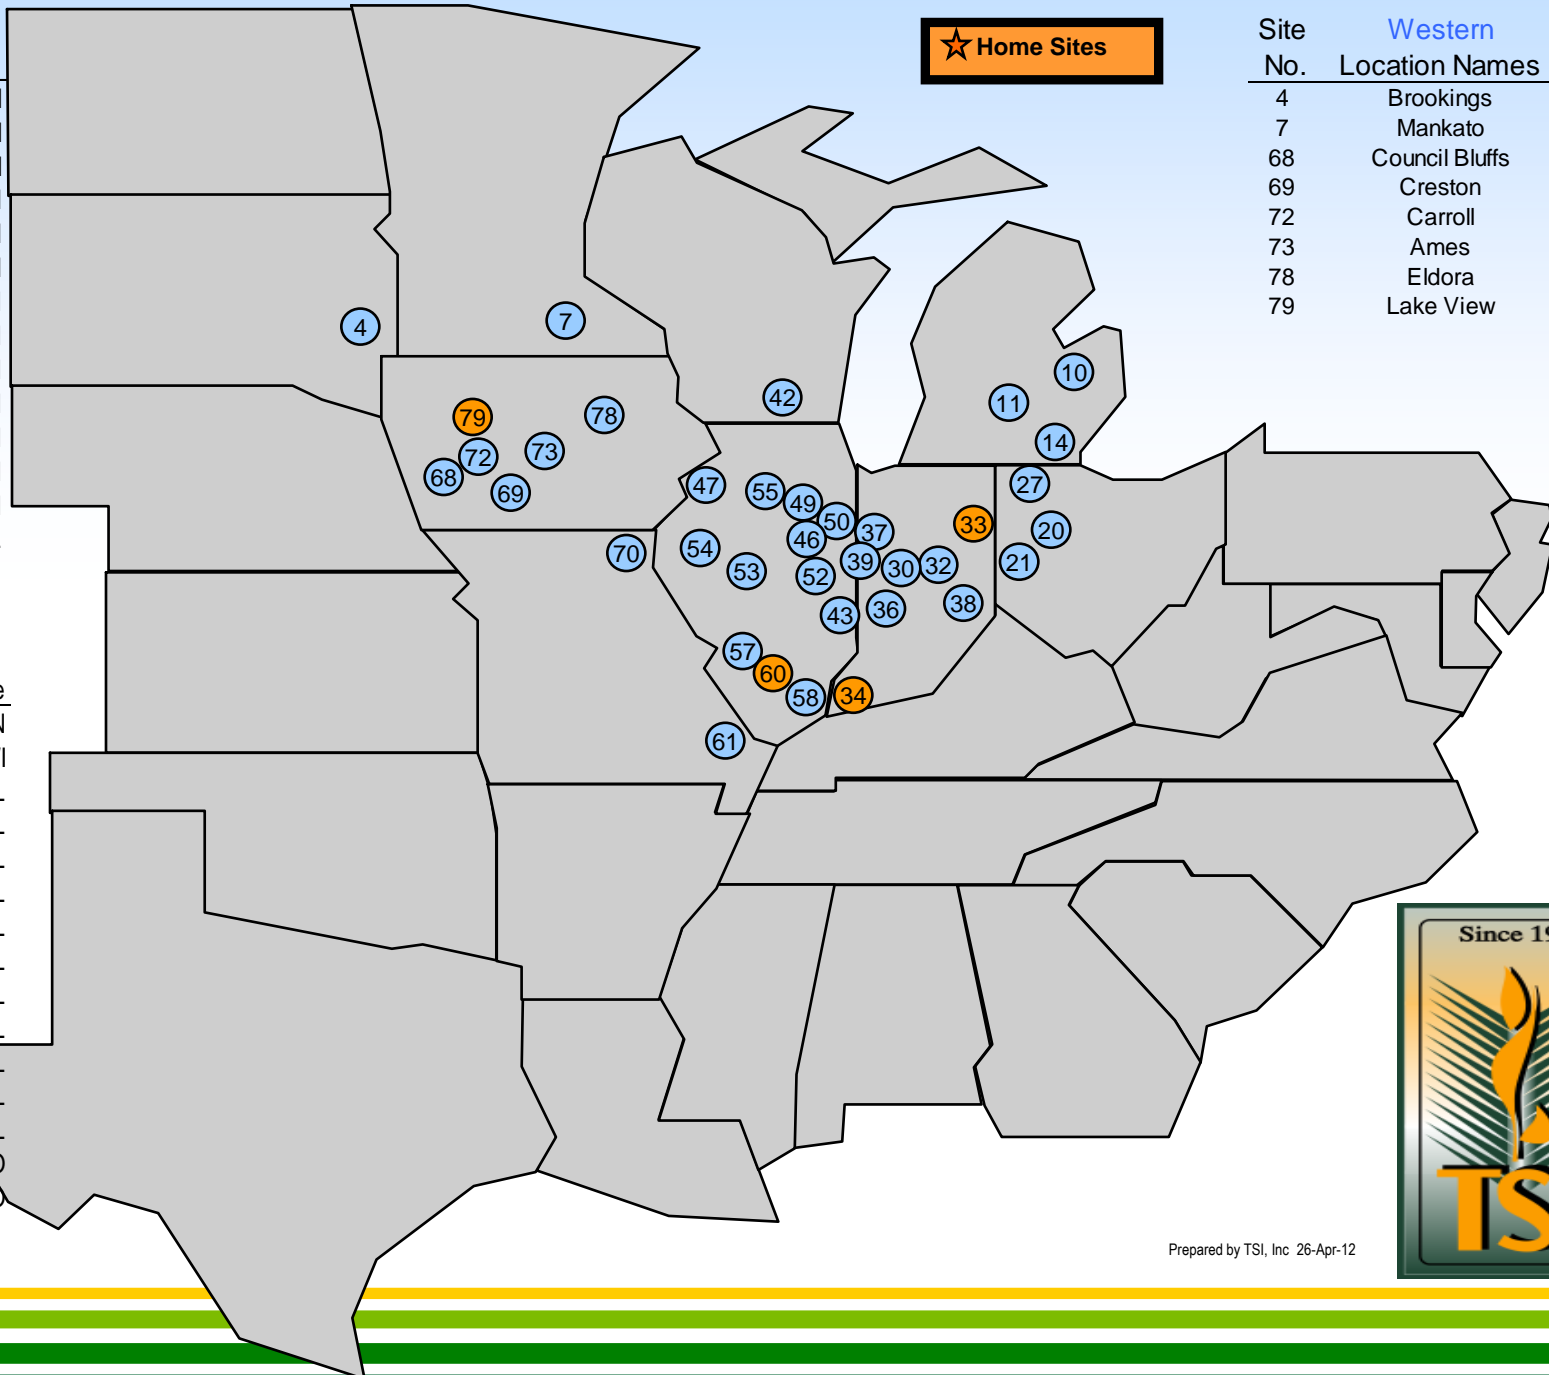 Home Sites
Site Western
No. Location Names
4 Brookings
7 Mankato
68 Council Bluffs
69 Creston
72 Carroll
73 Ames
78 Eldora
79 Lake View
4
7
10
42
11
79
78
14
73
72
68
27
47
55
69
49
50
33
20
37
46
54
70
39
21
32
30
53
52
38
36
43
57
60
34
58
61
Since 19
TS
Prepared by TSI, Inc 26-Apr-12